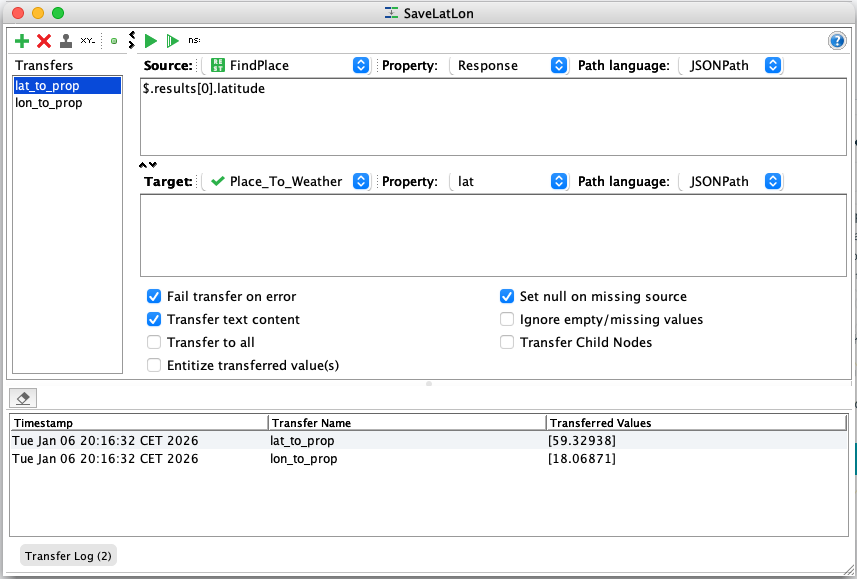 SaveLatLon
XY- ns: ?
Transfers
lat_to_prop
lon_to_prop
Source: REST FindPlace Property: Response Path language: JSONPath
$.results[0].latitude
Target: Place_To_Weather Property: lat Path language: JSONPath
Fail transfer on error Set null on missing source
Transfer text content Ignore empty/missing values
Transfer to all Transfer Child Nodes
Entitize transferred value(s)
Timestamp Transfer Name Transferred Values
Tue Jan 06 20:16:32 CET 2026 lat_to_prop [59.32938]
Tue Jan 06 20:16:32 CET 2026 lon_to_prop [18.06871]
Transfer Log (2)